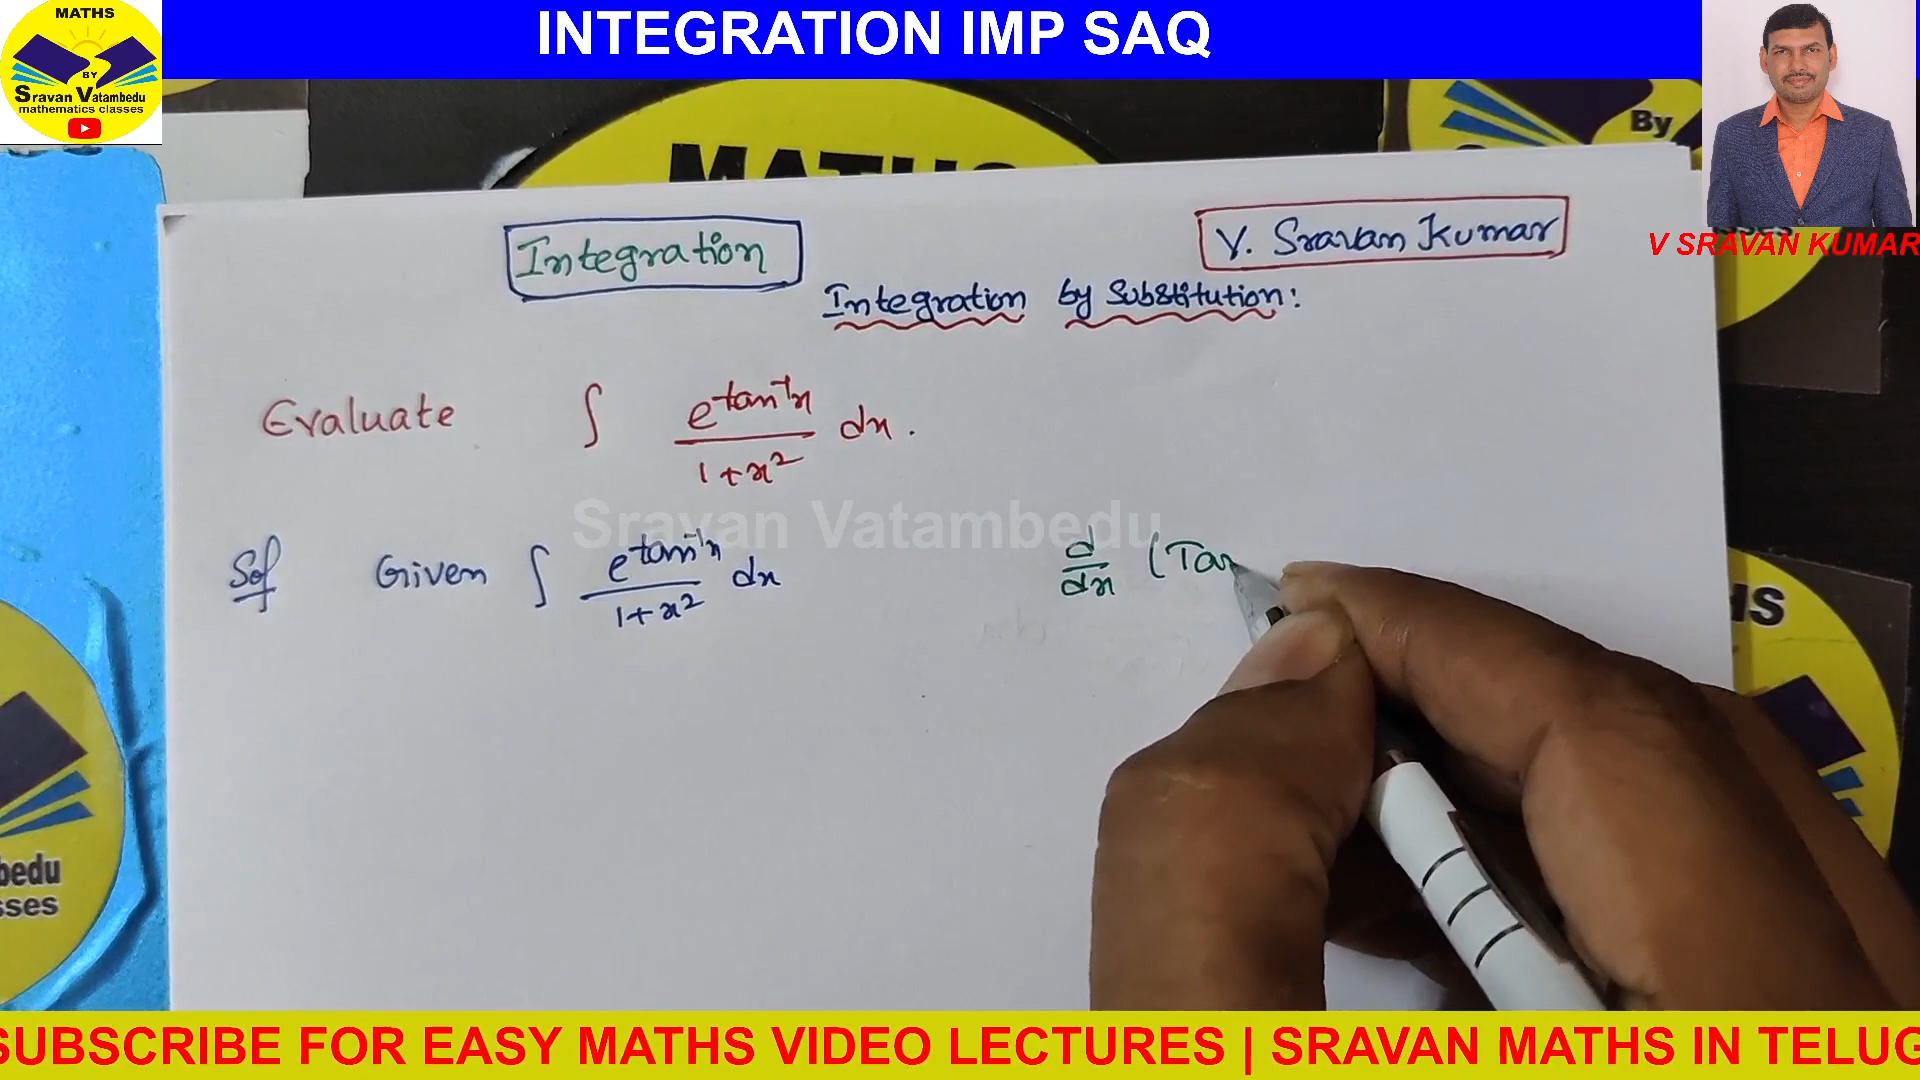 MATHS
BY
Sravan Vatambedu
mathematics classes
INTEGRATION IMP SAQ
By
MATHS
V SRAVAN KUMAR
Integration
V. Sravan Kumar
Integration by Substitution:
Evaluate ∫ e^{tan⁻¹x} / 1+x² dx.
Sravan Vatambedu
Sol Given ∫ e^{tan⁻¹x} / 1+x² dx
d/dx (Tan
HS
bedu
sses
SUBSCRIBE FOR EASY MATHS VIDEO LECTURES | SRAVAN MATHS IN TELUG